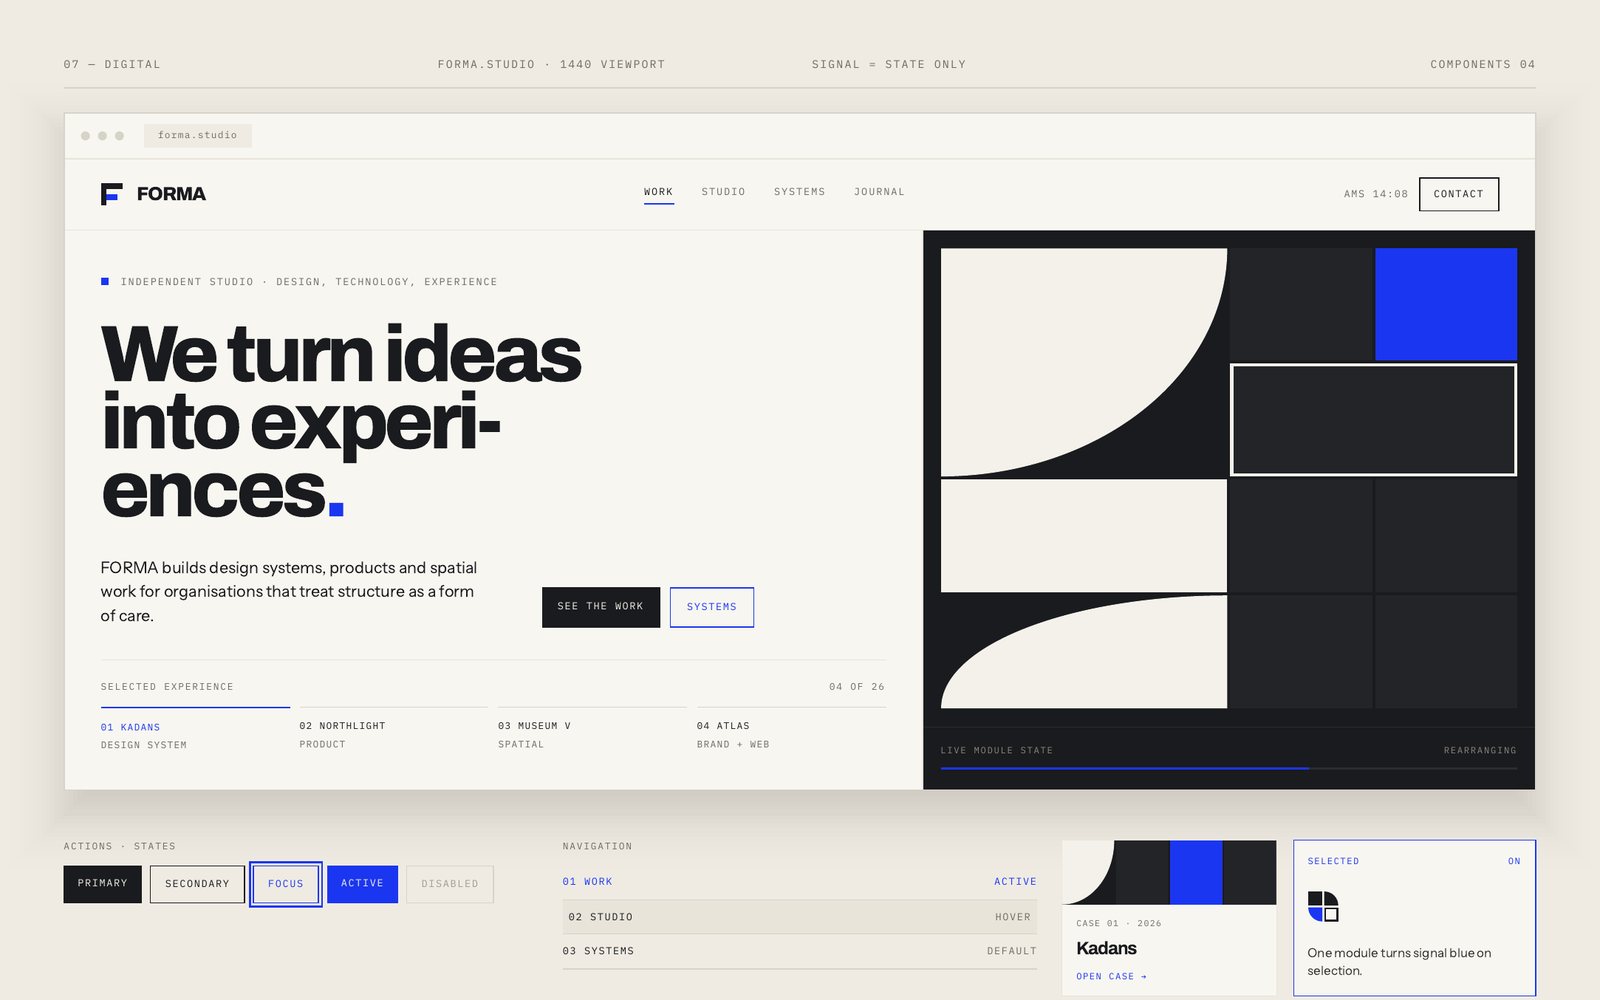 07 — DIGITAL
FORMA.STUDIO · 1440 VIEWPORT
SIGNAL = STATE ONLY
COMPONENTS 04
forma.studio
FORMA
WORK
STUDIO
SYSTEMS
JOURNAL
AMS 14:08
CONTACT
INDEPENDENT STUDIO · DESIGN, TECHNOLOGY, EXPERIENCE
We turn ideas
into experi-
ences.
FORMA builds design systems, products and spatial
work for organisations that treat structure as a form
of care.
SEE THE WORK
SYSTEMS
SELECTED EXPERIENCE
04 OF 26
01 KADANS
DESIGN SYSTEM
02 NORTHLIGHT
PRODUCT
03 MUSEUM V
SPATIAL
04 ATLAS
BRAND + WEB
LIVE MODULE STATE
REARRANGING
ACTIONS · STATES
PRIMARY
SECONDARY
FOCUS
ACTIVE
DISABLED
NAVIGATION
01 WORK
ACTIVE
02 STUDIO
HOVER
03 SYSTEMS
DEFAULT
CASE 01 · 2026
Kadans
OPEN CASE →
SELECTED
ON
One module turns signal blue on
selection.